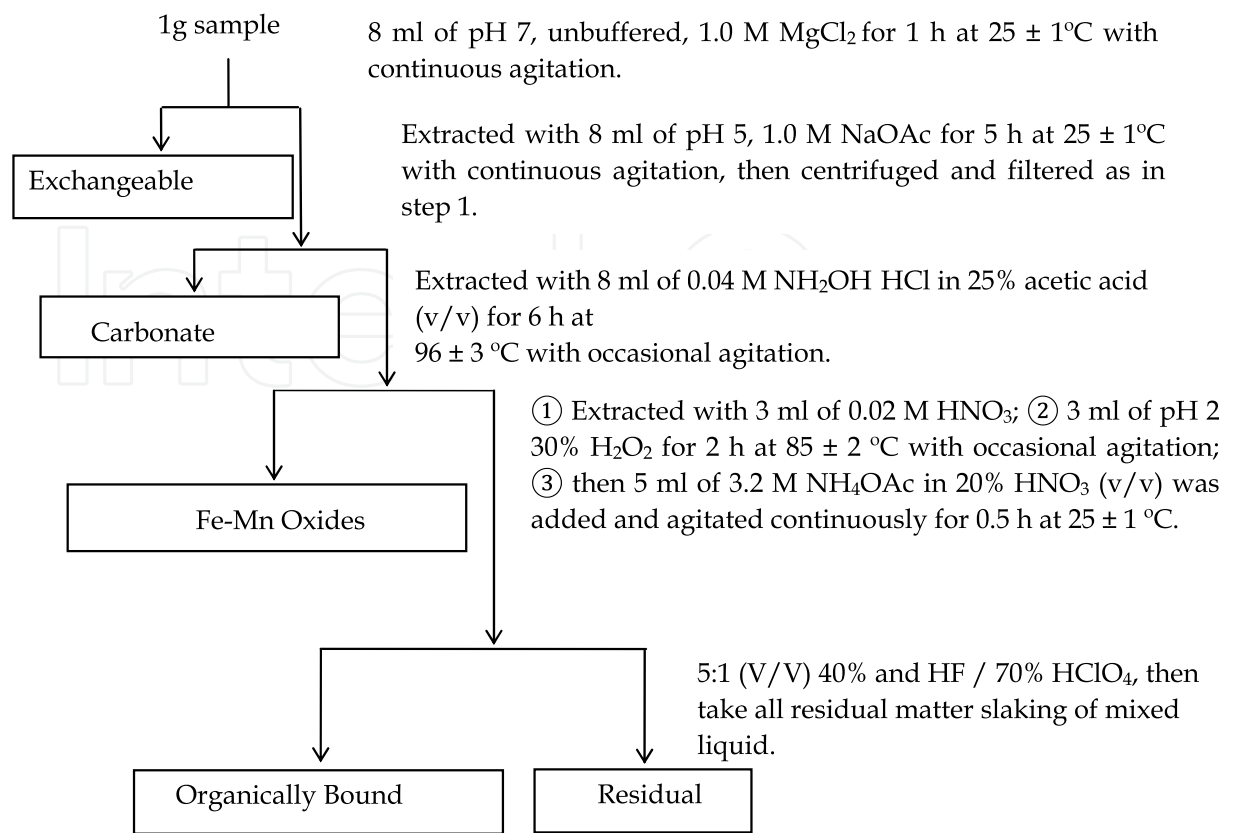 1g sample
8 ml of pH 7, unbuffered, 1.0 M MgCl₂ for 1 h at 25 ± 1ºC with
continuous agitation.
Extracted with 8 ml of pH 5, 1.0 M NaOAc for 5 h at 25 ± 1ºC
with continuous agitation, then centrifuged and filtered as in
step 1.
Exchangeable
Extracted with 8 ml of 0.04 M NH₂OH HCl in 25% acetic acid
(v/v) for 6 h at
96 ± 3 ºC with occasional agitation.
Carbonate
① Extracted with 3 ml of 0.02 M HNO₃; ② 3 ml of pH 2
30% H₂O₂ for 2 h at 85 ± 2 ºC with occasional agitation;
③ then 5 ml of 3.2 M NH₄OAc in 20% HNO₃ (v/v) was
added and agitated continuously for 0.5 h at 25 ± 1 ºC.
Fe-Mn Oxides
5:1 (V/V) 40% and HF / 70% HClO₄, then
take all residual matter slaking of mixed
liquid.
Organically Bound
Residual